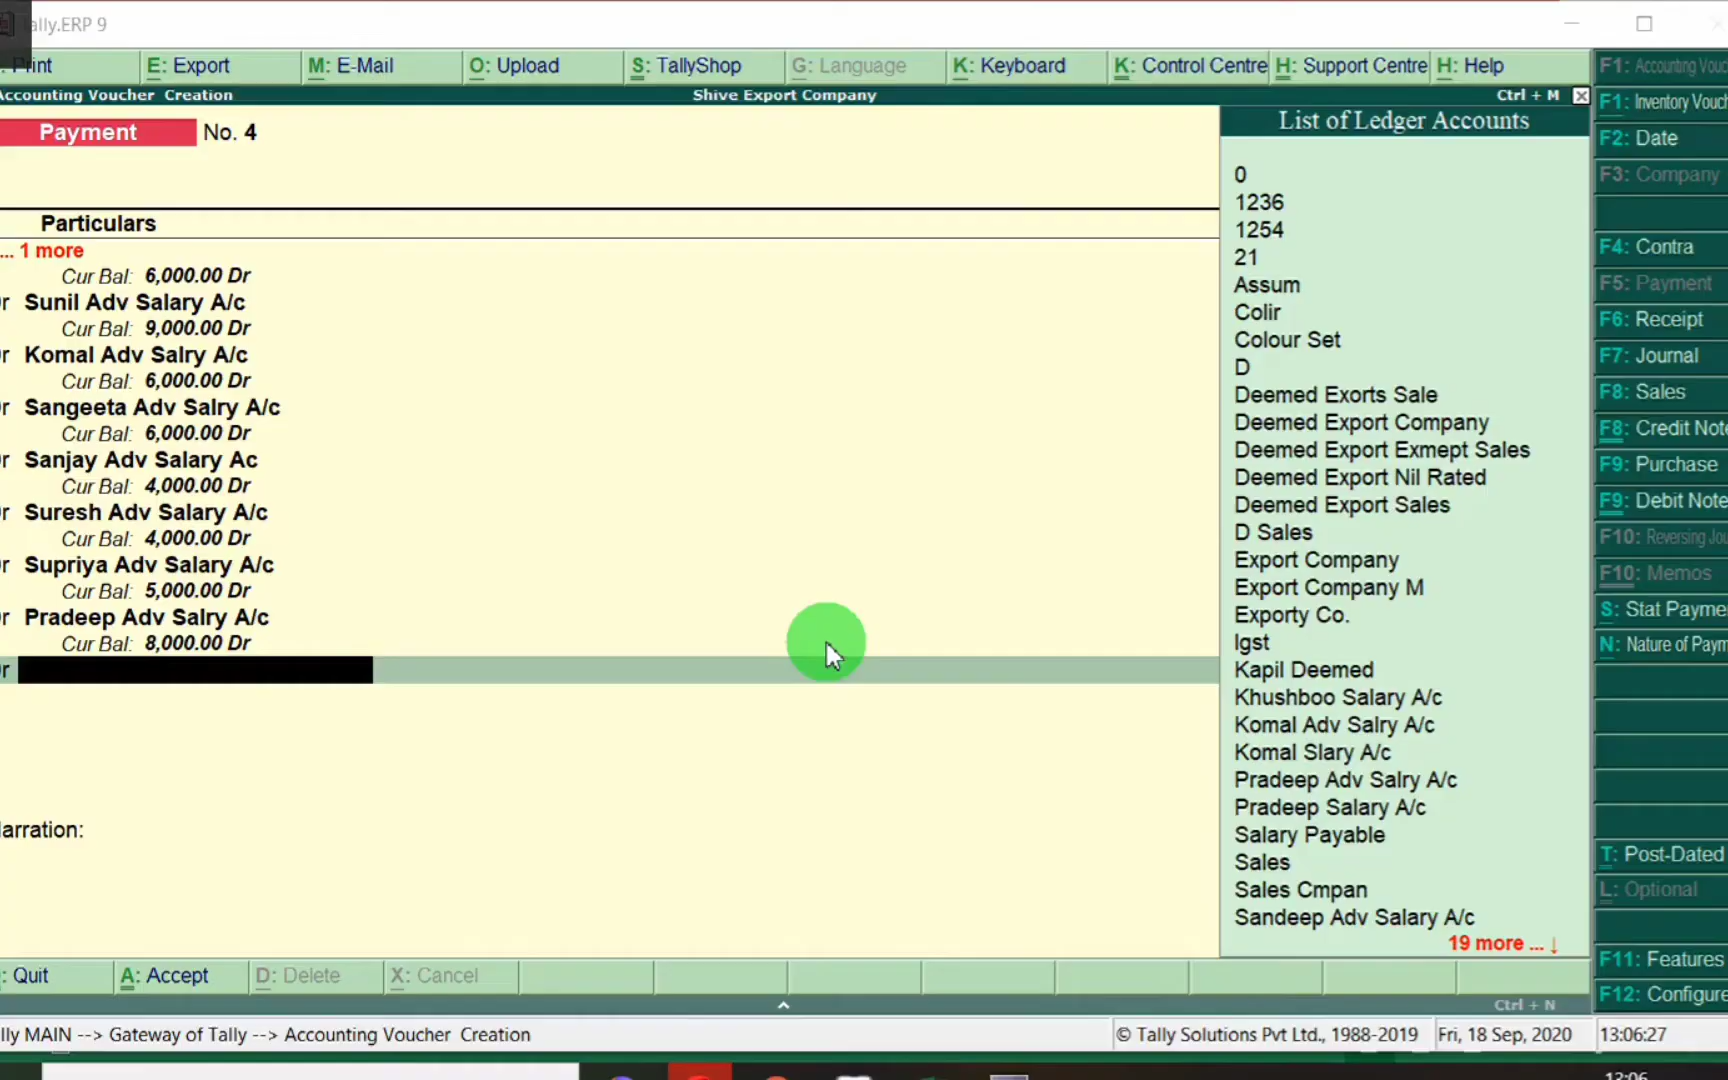 ally.ERP 9
: Print
E: Export
M: E-Mail
O: Upload
S: TallyShop
G: Language
K: Keyboard
K: Control Centre
H: Support Centre
H: Help
Accounting Voucher Creation
Shive Export Company
Ctrl + M
Payment No. 4
Particulars
... 1 more
Cur Bal: 6,000.00 Dr
Sunil Adv Salary A/c
Cur Bal: 9,000.00 Dr
Komal Adv Salry A/c
Cur Bal: 6,000.00 Dr
Sangeeta Adv Salry A/c
Cur Bal: 6,000.00 Dr
Sanjay Adv Salary Ac
Cur Bal: 4,000.00 Dr
Suresh Adv Salary A/c
Cur Bal: 4,000.00 Dr
Supriya Adv Salary A/c
Cur Bal: 5,000.00 Dr
Pradeep Adv Salry A/c
Cur Bal: 8,000.00 Dr
arration:
List of Ledger Accounts
0
1236
1254
21
Assum
Colir
Colour Set
D
Deemed Exorts Sale
Deemed Export Company
Deemed Export Exmept Sales
Deemed Export Nil Rated
Deemed Export Sales
D Sales
Export Company
Export Company M
Exporty Co.
Igst
Kapil Deemed
Khushboo Salary A/c
Komal Adv Salry A/c
Komal Slary A/c
Pradeep Adv Salry A/c
Pradeep Salary A/c
Salary Payable
Sales
Sales Cmpan
Sandeep Adv Salary A/c
19 more ... ↓
F1: Accounting Vouc
F1: Inventory Vouch
F2: Date
F3: Company
F4: Contra
F5: Payment
F6: Receipt
F7: Journal
F8: Sales
F8: Credit Note
F9: Purchase
F9: Debit Note
F10: Reversing Jou
F10: Memos
S: Stat Payme
N: Nature of Paym
T: Post-Dated
L: Optional
F11: Features
F12: Configure
: Quit
A: Accept
D: Delete
X: Cancel
Ctrl + N
lly MAIN --> Gateway of Tally --> Accounting Voucher Creation
© Tally Solutions Pvt Ltd., 1988-2019
Fri, 18 Sep, 2020
13:06:27
13:06